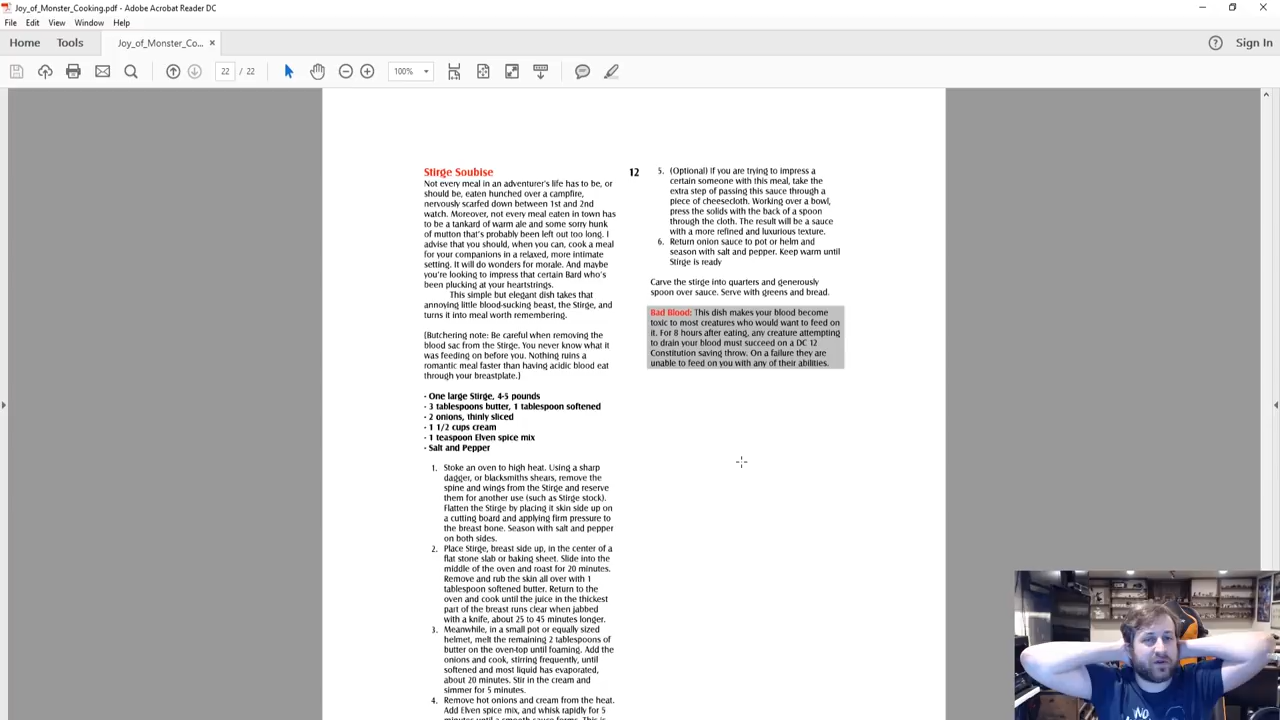 Joy_of_Monster_Cooking.pdf - Adobe Acrobat Reader DC
File Edit View Window Help
Home Tools Joy_of_Monster_Co... ×
Sign In
22 / 22 100%
Stirge Soubise
Not every meal in an adventurer's life has to be, or
should be, eaten hunched over a campfire,
nervously scarfed down between 1st and 2nd
watch. Moreover, not every meal eaten in town has
to be a tankard of warm ale and some sorry hunk
of mutton that's probably been left out too long. I
advise that you should, when you can, cook a meal
for your companions in a relaxed, more intimate
setting. It will do wonders for morale. And maybe
you're looking to impress that certain Bard who's
been plucking at your heartstrings.
This simple but elegant dish takes that
annoying little blood-sucking beast, the Stirge, and
turns it into meal worth remembering.
[Butchering note: Be careful when removing the
blood sac from the Stirge. You never know what it
was feeding on before you. Nothing ruins a
romantic meal faster than having acidic blood eat
through your breastplate.]
- One large Stirge, 4-5 pounds
- 3 tablespoons butter, 1 tablespoon softened
- 2 onions, thinly sliced
- 1 1/2 cups cream
- 1 teaspoon Elven spice mix
- Salt and Pepper
1. Stoke an oven to high heat. Using a sharp
dagger, or blacksmiths shears, remove the
spine and wings from the Stirge and reserve
them for another use (such as Stirge stock).
Flatten the Stirge by placing it skin side up on
a cutting board and applying firm pressure to
the breast bone. Season with salt and pepper
on both sides.
2. Place Stirge, breast side up, in the center of a
flat stone slab or baking sheet. Slide into the
middle of the oven and roast for 20 minutes.
Remove and rub the skin all over with 1
tablespoon softened butter. Return to the
oven and cook until the juice in the thickest
part of the breast runs clear when jabbed
with a knife, about 25 to 45 minutes longer.
3. Meanwhile, in a small pot or equally sized
helmet, melt the remaining 2 tablespoons of
butter on the oven-top until foaming. Add the
onions and cook, stirring frequently, until
softened and most liquid has evaporated,
about 20 minutes. Stir in the cream and
simmer for 5 minutes.
4. Remove hot onions and cream from the heat.
Add Elven spice mix, and whisk rapidly for 5
minutes until a smooth sauce forms. This is
12
5. (Optional) If you are trying to impress a
certain someone with this meal, take the
extra step of passing this sauce through a
piece of cheesecloth. Working over a bowl,
press the solids with the back of a spoon
through the cloth. The result will be a sauce
with a more refined and luxurious texture.
6. Return onion sauce to pot or helm and
season with salt and pepper. Keep warm until
Stirge is ready
Carve the stirge into quarters and generously
spoon over sauce. Serve with greens and bread.
Bad Blood: This dish makes your blood become
toxic to most creatures who would want to feed on
it. For 8 hours after eating, any creature attempting
to drain your blood must succeed on a DC 12
Constitution saving throw. On a failure they are
unable to feed on you with any of their abilities.
NO